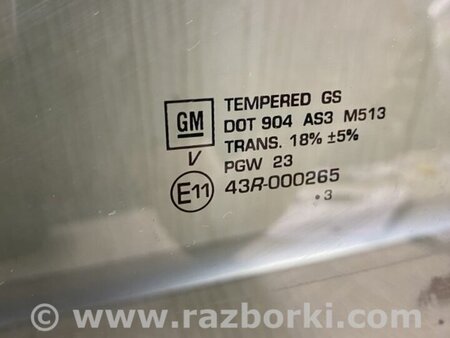 GM
TEMPERED GS
DOT 904 AS3 M513
TRANS. 18% ±5%
V
PGW 23
E11
43R-000265
•3
© www.razborki.com